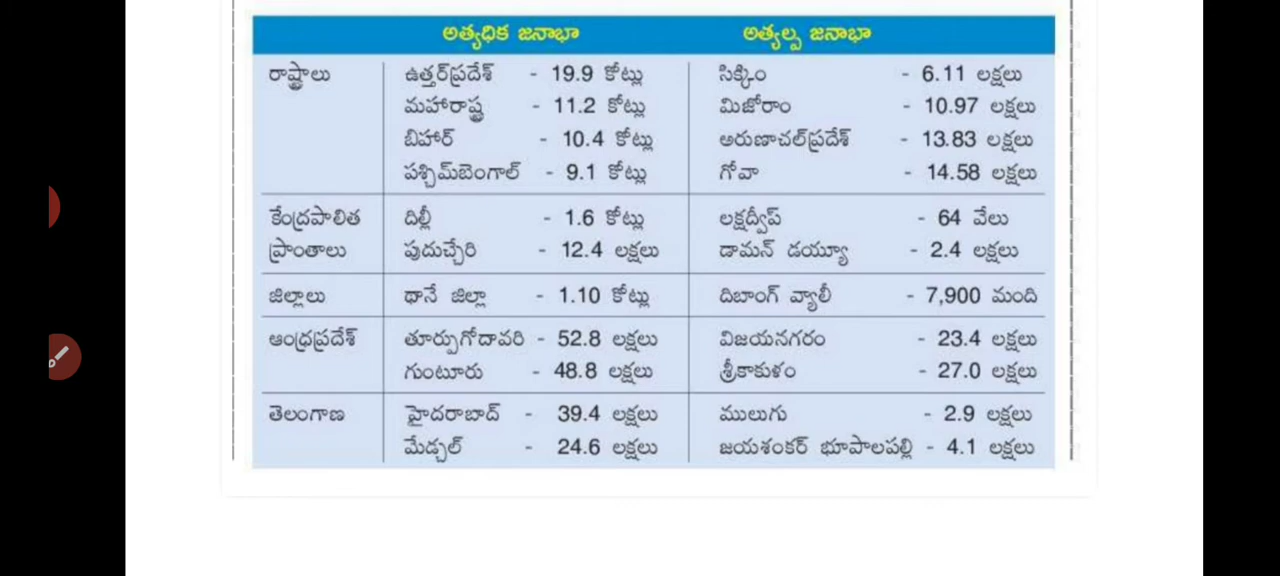 అత్యధిక జనాభా అత్యల్ప జనాభా
రాష్ట్రాలు ఉత్తర్‌ప్రదేశ్ - 19.9 కోట్లు సిక్కిం - 6.11 లక్షలు
మహారాష్ట్ర - 11.2 కోట్లు మిజోరాం - 10.97 లక్షలు
బిహార్ - 10.4 కోట్లు అరుణాచల్‌ప్రదేశ్ - 13.83 లక్షలు
పశ్చిమ్‌బెంగాల్ - 9.1 కోట్లు గోవా - 14.58 లక్షలు
కేంద్రపాలిత దిల్లీ - 1.6 కోట్లు లక్షద్వీప్ - 64 వేలు
ప్రాంతాలు పుదుచ్చేరి - 12.4 లక్షలు డామన్ డయ్యూ - 2.4 లక్షలు
జిల్లాలు థానే జిల్లా - 1.10 కోట్లు దిబాంగ్ వ్యాలీ - 7,900 మంది
ఆంధ్రప్రదేశ్ తూర్పుగోదావరి - 52.8 లక్షలు విజయనగరం - 23.4 లక్షలు
గుంటూరు - 48.8 లక్షలు శ్రీకాకుళం - 27.0 లక్షలు
తెలంగాణ హైదరాబాద్ - 39.4 లక్షలు ములుగు - 2.9 లక్షలు
మేడ్చల్ - 24.6 లక్షలు జయశంకర్ భూపాలపల్లి - 4.1 లక్షలు